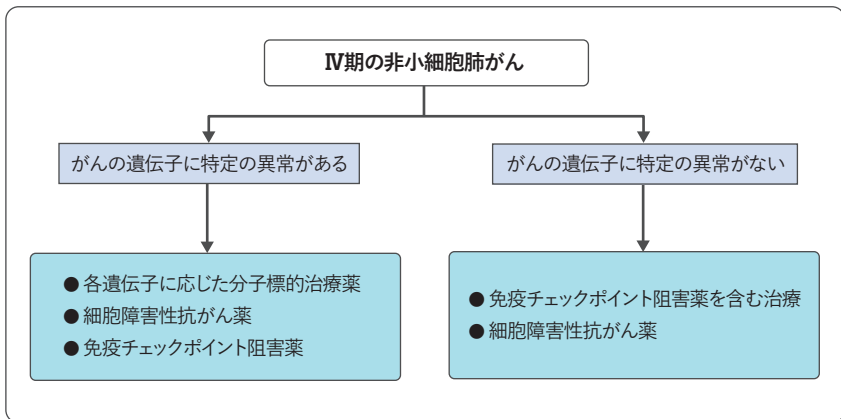 Ⅳ期の非小細胞肺がん
がんの遺伝子に特定の異常がある
がんの遺伝子に特定の異常がない
● 各遺伝子に応じた分子標的治療薬
● 細胞障害性抗がん薬
● 免疫チェックポイント阻害薬
● 免疫チェックポイント阻害薬を含む治療
● 細胞障害性抗がん薬